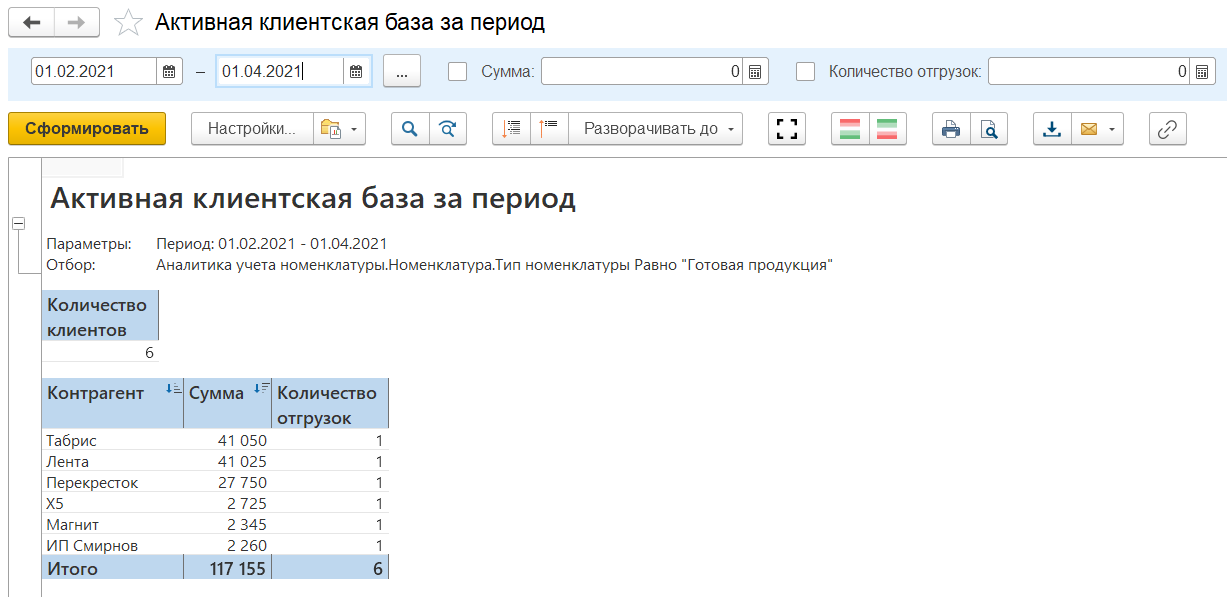 Активная клиентская база за период
01.02.2021 – 01.04.2021 ... Сумма: 0 Количество отгрузок: 0
Сформировать Настройки... Разворачивать до
Активная клиентская база за период
Параметры: Период: 01.02.2021 - 01.04.2021
Отбор: Аналитика учета номенклатуры.Номенклатура.Тип номенклатуры Равно "Готовая продукция"
Количество
клиентов
6
Контрагент Сумма Количество
отгрузок
Табрис 41 050 1
Лента 41 025 1
Перекресток 27 750 1
X5 2 725 1
Магнит 2 345 1
ИП Смирнов 2 260 1
Итого 117 155 6